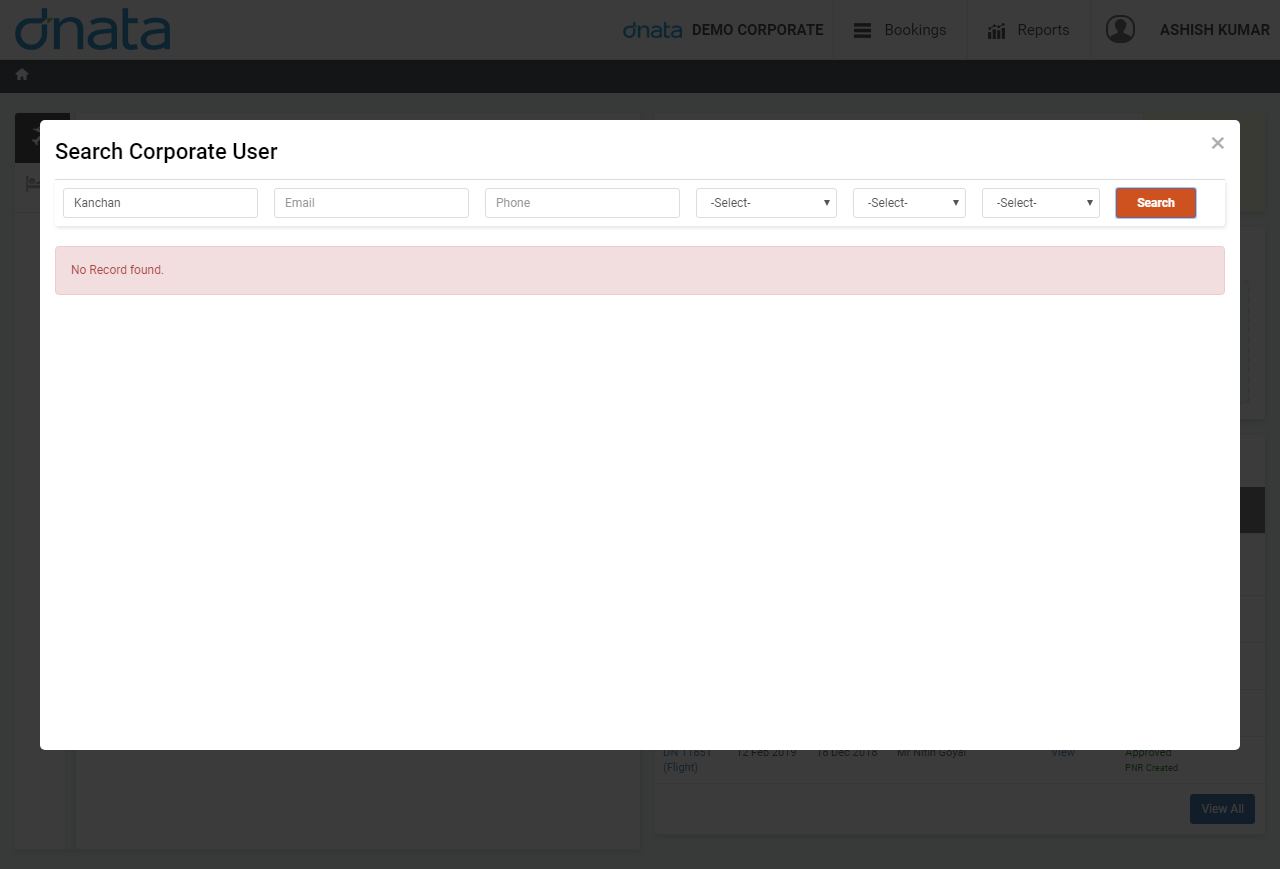 dnata
dnata DEMO CORPORATE Bookings Reports ASHISH KUMAR
Search Corporate User ×
Kanchan Email Phone -Select- -Select- -Select- Search
No Record found.
DN 11851 12 Feb 2019 18 Dec 2018 Mr Nitin Goyal View Approved
(Flight) PNR Created
View All